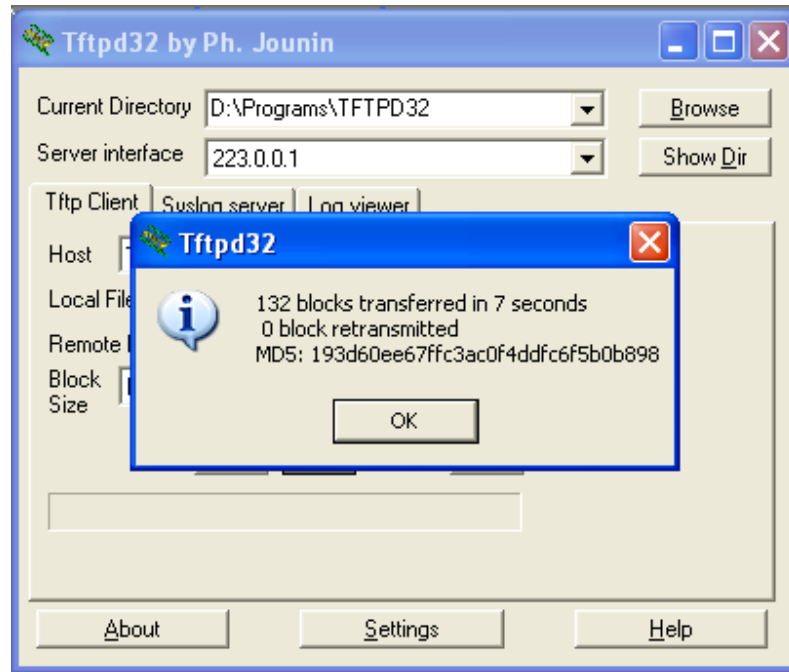 Tftpd32 by Ph. Jounin
Current Directory D:\Programs\TFTPD32 Browse
Server interface 223.0.0.1 Show Dir
Tftp Client Syslog server Log viewer
Host
Tftpd32
Local File
132 blocks transferred in 7 seconds
0 block retransmitted
Remote
MD5: 193d60ee67ffc3ac0f4ddfc6f5b0b898
Block
Size
OK
About Settings Help